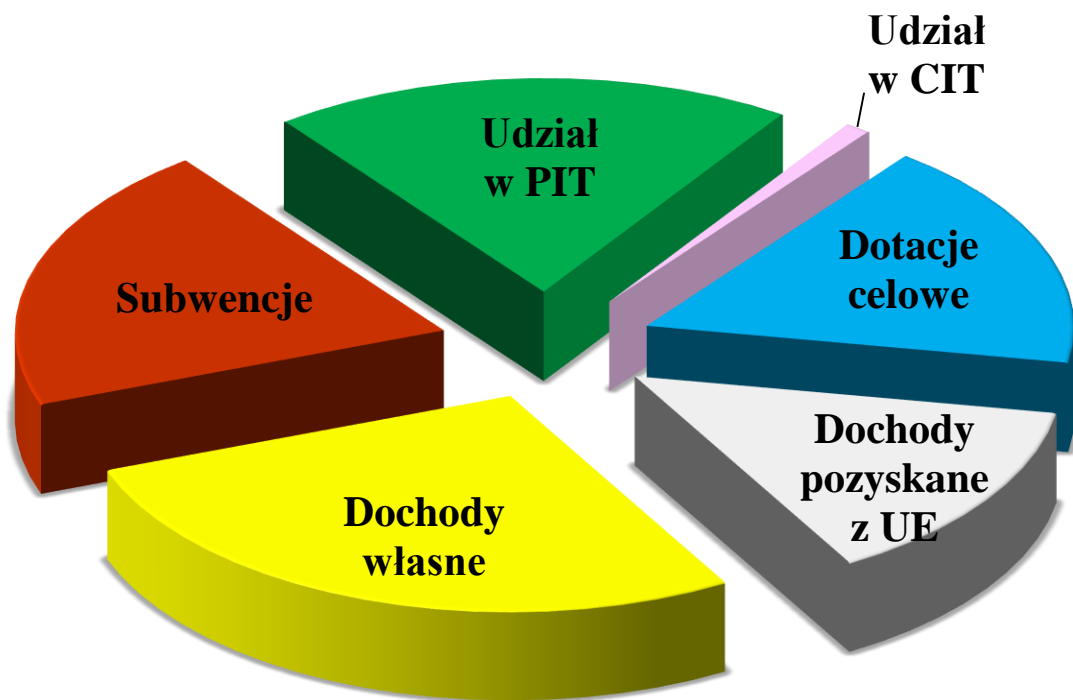 Udział
w CIT
Udział
w PIT
Dotacje
celowe
Subwencje
Dochody
pozyskane
z UE
Dochody
własne